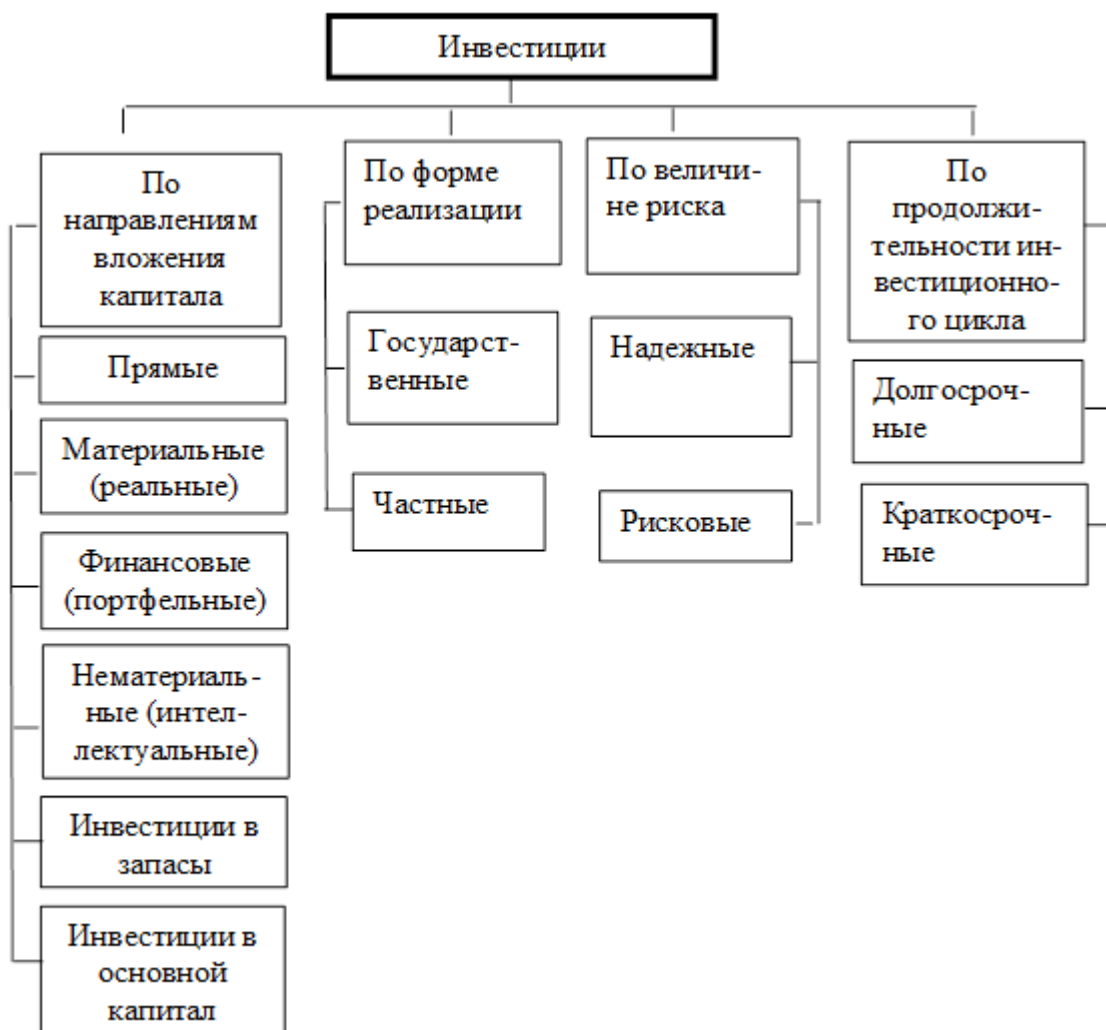 Инвестиции
По
направлениям
вложения
капитала
Прямые
Материальные
(реальные)
Финансовые
(портфельные)
Нематериаль-
ные (интел-
лектуальные)
Инвестиции в
запасы
Инвестиции в
основной
капитал
По форме
реализации
Государст-
венные
Частные
По величи-
не риска
Надежные
Рисковые
По
продолжи-
тельности ин-
вестиционно-
го цикла
Долгосроч-
ные
Краткосроч-
ные